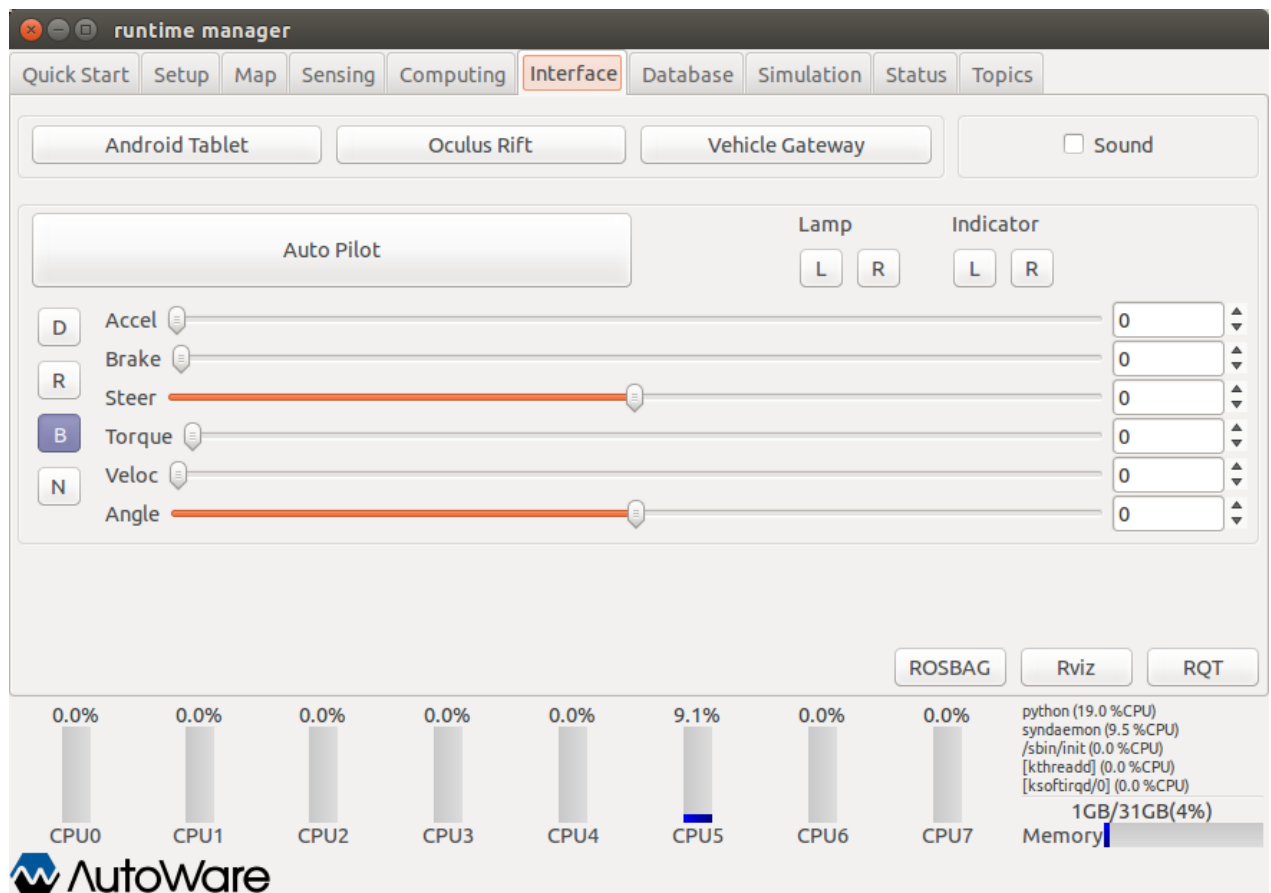 runtime manager
Quick Start Setup Map Sensing Computing Interface Database Simulation Status Topics
Android Tablet Oculus Rift Vehicle Gateway Sound
Lamp Indicator
Auto Pilot
L R L R
D
R
B
N
Accel 0
Brake 0
Steer 0
Torque 0
Veloc 0
Angle 0
ROSBAG Rviz RQT
0.0% 0.0% 0.0% 0.0% 0.0% 9.1% 0.0% 0.0%
CPU0 CPU1 CPU2 CPU3 CPU4 CPU5 CPU6 CPU7
python (19.0 %CPU)
syndaemon (9.5 %CPU)
/sbin/init (0.0 %CPU)
[kthreadd] (0.0 %CPU)
[ksoftirqd/0] (0.0 %CPU)
1GB/31GB(4%)
Memory
AutoWare